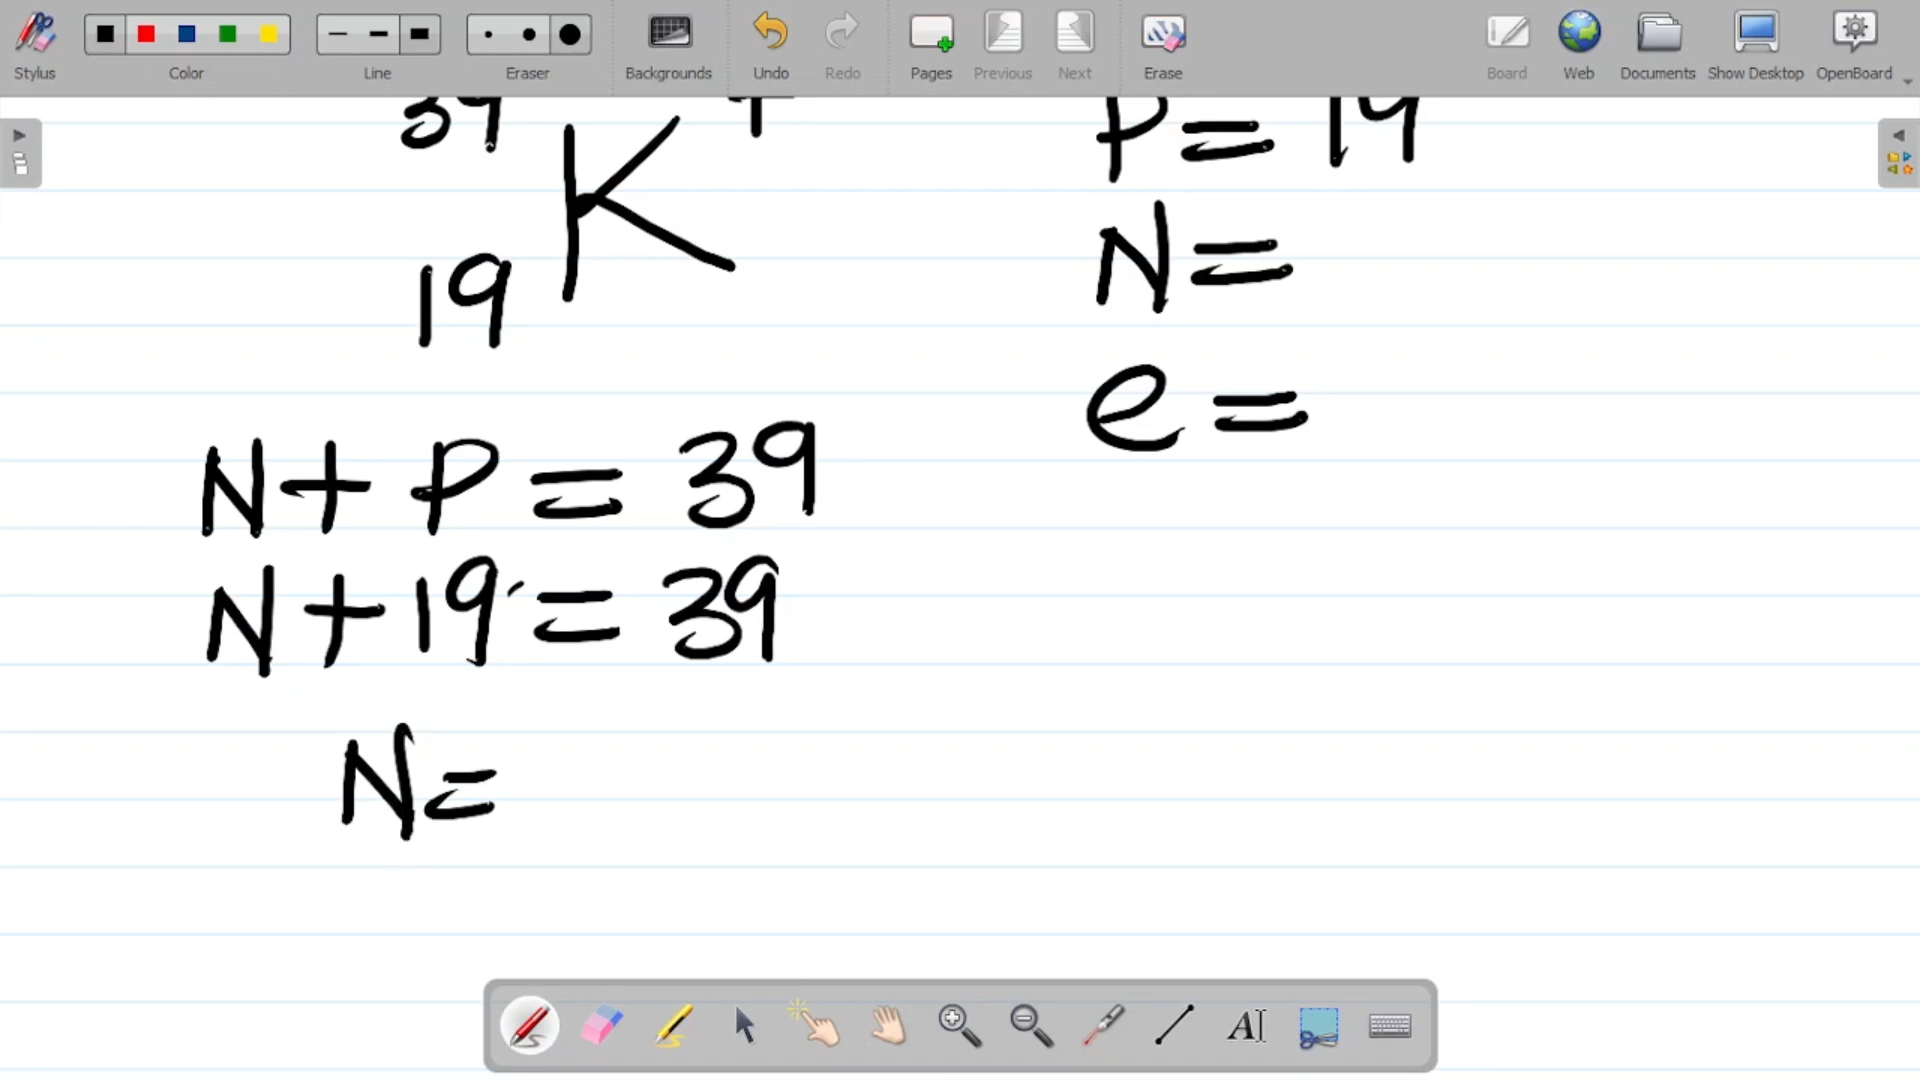 Stylus
Color
Line
Eraser
Backgrounds
Undo
Redo
Pages
Previous
Next
Erase
Board
Web
Documents
Show Desktop
OpenBoard
39 K +
19
P = 19
N =
e =
N + P = 39
N + 19 = 39
N =